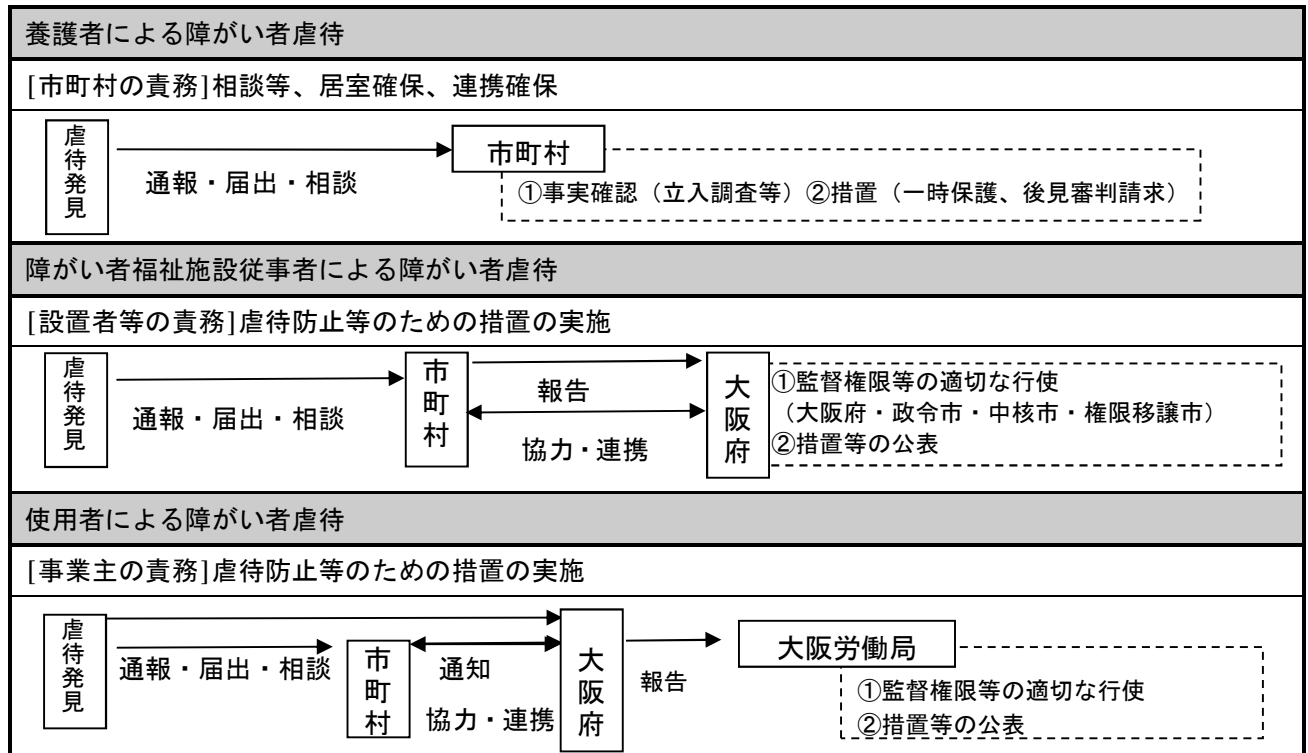 養護者による障がい者虐待
[市町村の責務]相談等、居室確保、連携確保
虐待発見
通報・届出・相談
市町村
①事実確認（立入調査等）②措置（一時保護、後見審判請求）
障がい者福祉施設従事者による障がい者虐待
[設置者等の責務]虐待防止等のための措置の実施
虐待発見
通報・届出・相談
市町村
報告
協力・連携
大阪府
①監督権限等の適切な行使
（大阪府・政令市・中核市・権限移譲市）
②措置等の公表
使用者による障がい者虐待
[事業主の責務]虐待防止等のための措置の実施
虐待発見
通報・届出・相談
市町村
通知
協力・連携
大阪府
報告
大阪労働局
①監督権限等の適切な行使
②措置等の公表